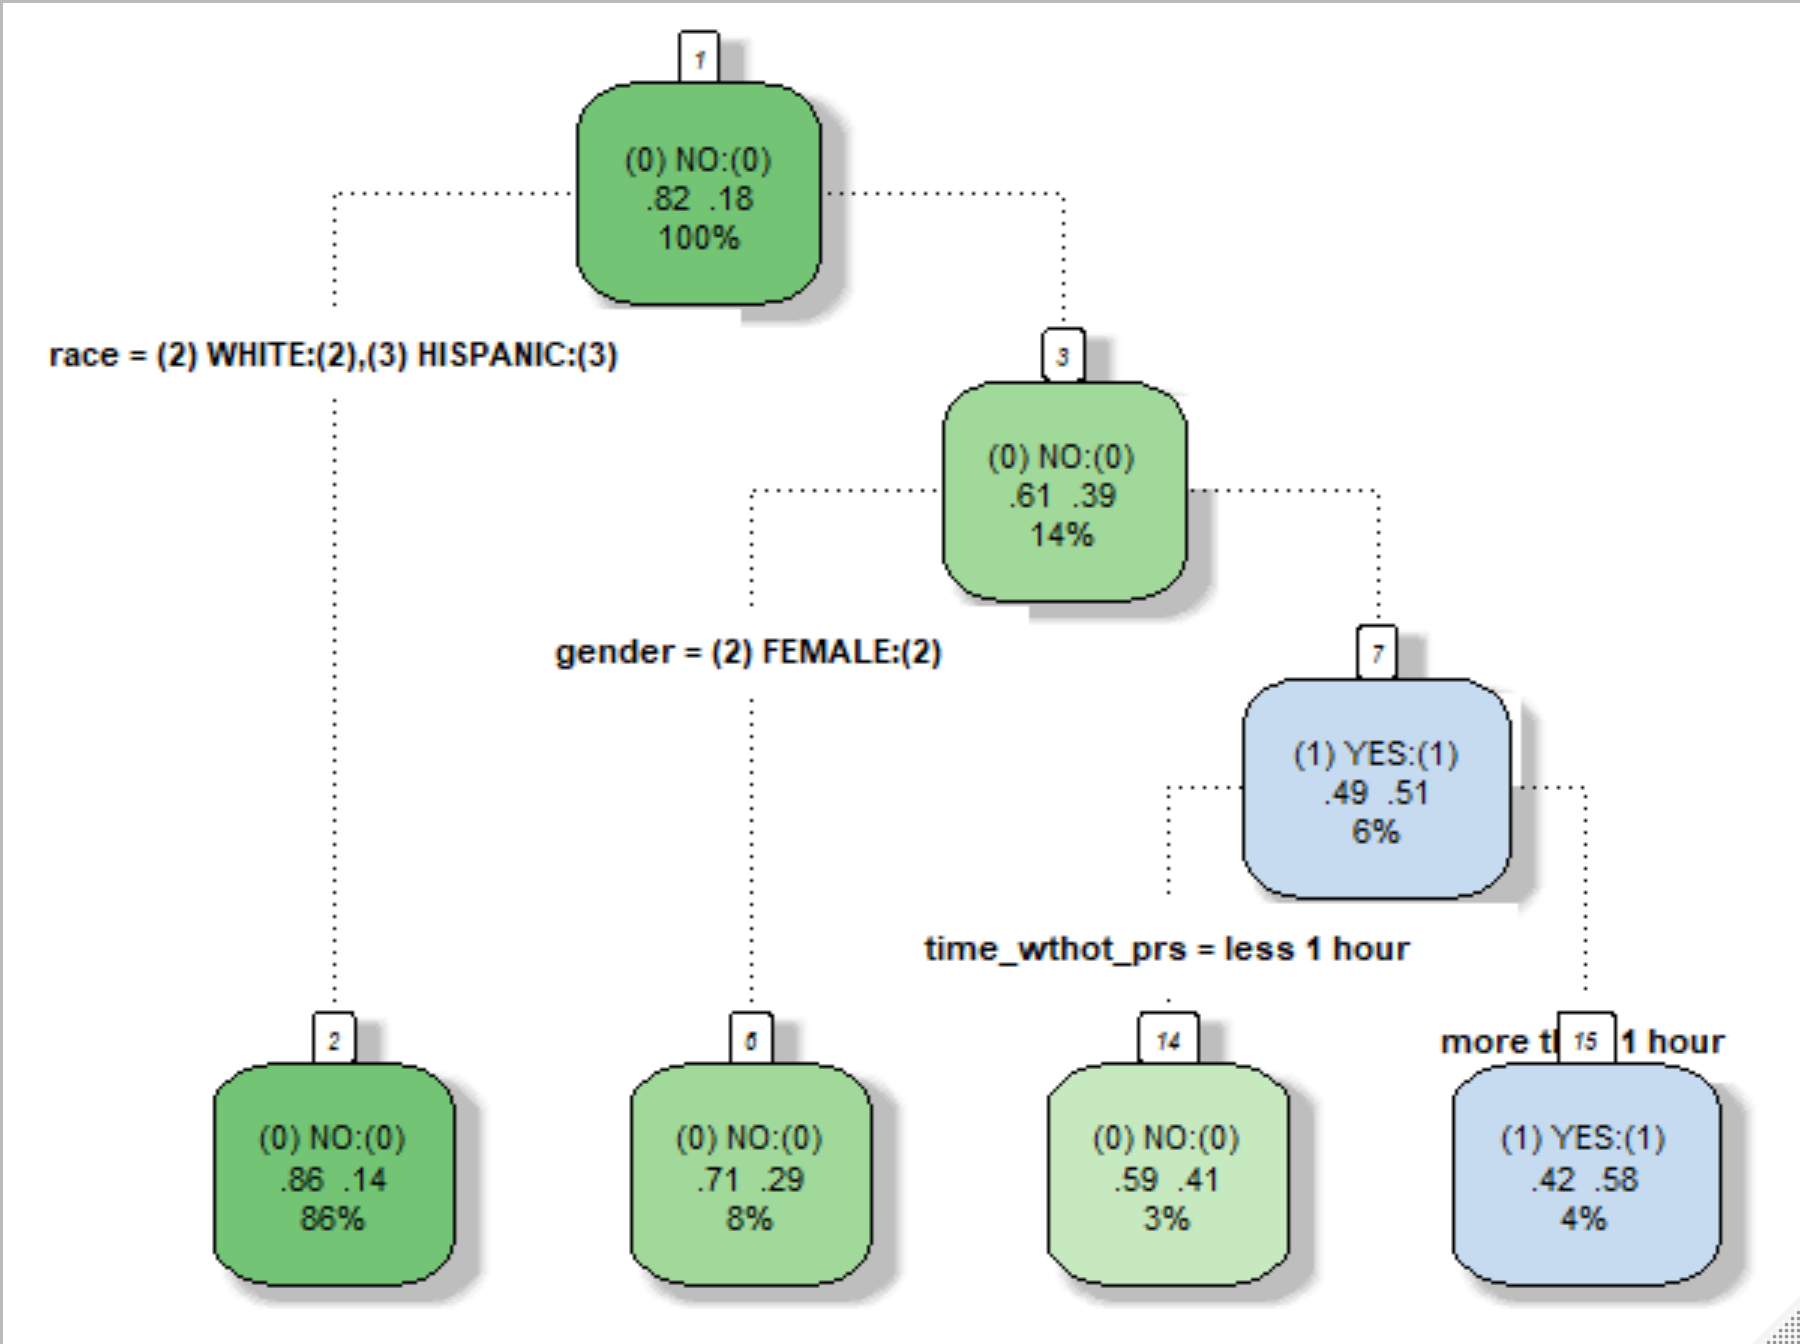 1
(0) NO:(0)
.82 .18
100%
race = (2) WHITE:(2),(3) HISPANIC:(3)
3
(0) NO:(0)
.61 .39
14%
gender = (2) FEMALE:(2)
7
(1) YES:(1)
.49 .51
6%
time_wthot_prs = less 1 hour
more 1 hour
2
(0) NO:(0)
.86 .14
86%
6
(0) NO:(0)
.71 .29
8%
14
(0) NO:(0)
.59 .41
3%
15
(1) YES:(1)
.42 .58
4%